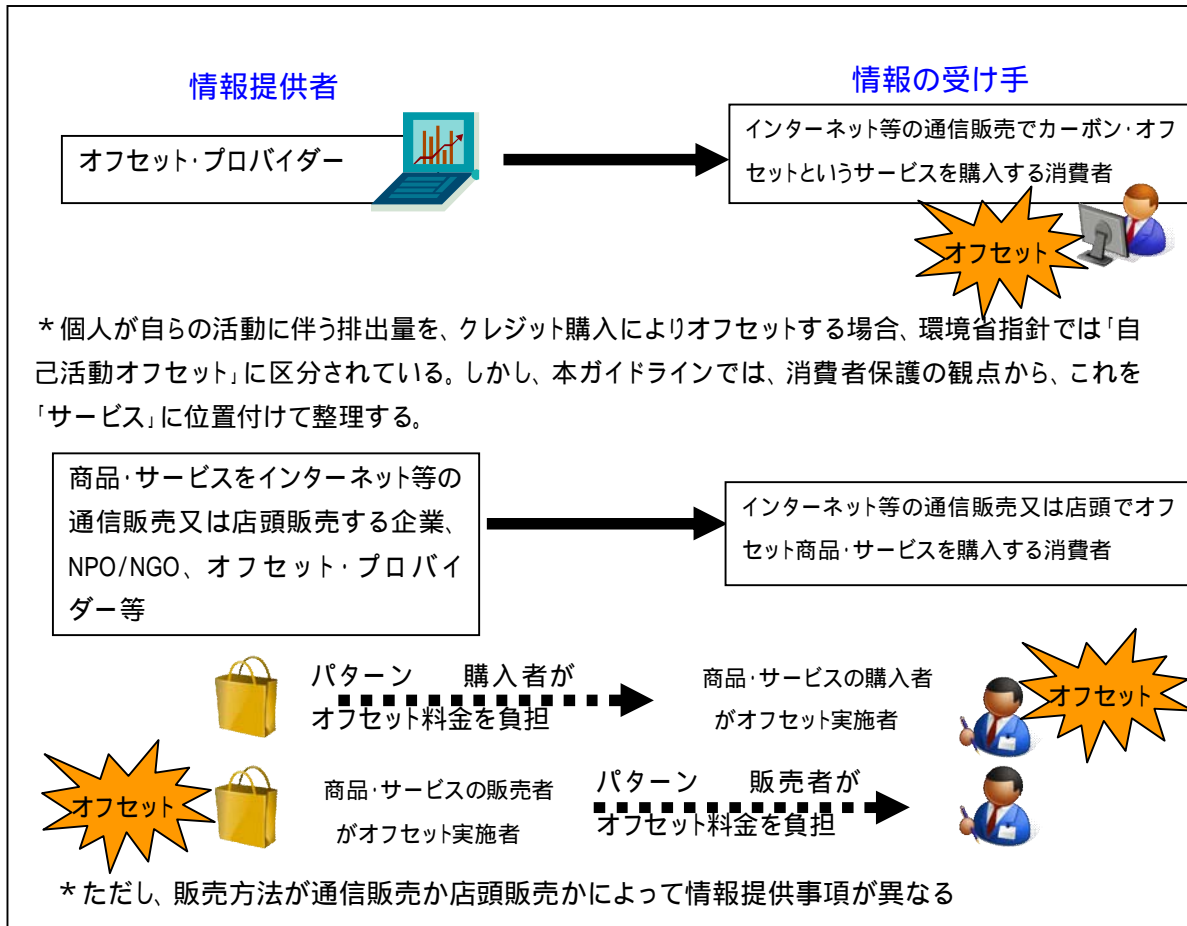 情報提供者
情報の受け手
オフセット・プロバイダー
インターネット等の通信販売でカーボン・オフ
セットというサービスを購入する消費者
オフセット
*個人が自らの活動に伴う排出量を、クレジット購入によりオフセットする場合、環境省指針では「自
己活動オフセット」に区分されている。しかし、本ガイドラインでは、消費者保護の観点から、これを
「サービス」に位置付けて整理する。
商品・サービスをインターネット等の
通信販売又は店頭販売する企業、
NPO/NGO、オフセット・プロバイ
ダー等
インターネット等の通信販売又は店頭でオフ
セット商品・サービスを購入する消費者
パターン　　購入者が
オフセット料金を負担
商品・サービスの購入者
がオフセット実施者
オフセット
オフセット
商品・サービスの販売者
がオフセット実施者
パターン　　販売者が
オフセット料金を負担
*ただし、販売方法が通信販売か店頭販売かによって情報提供事項が異なる